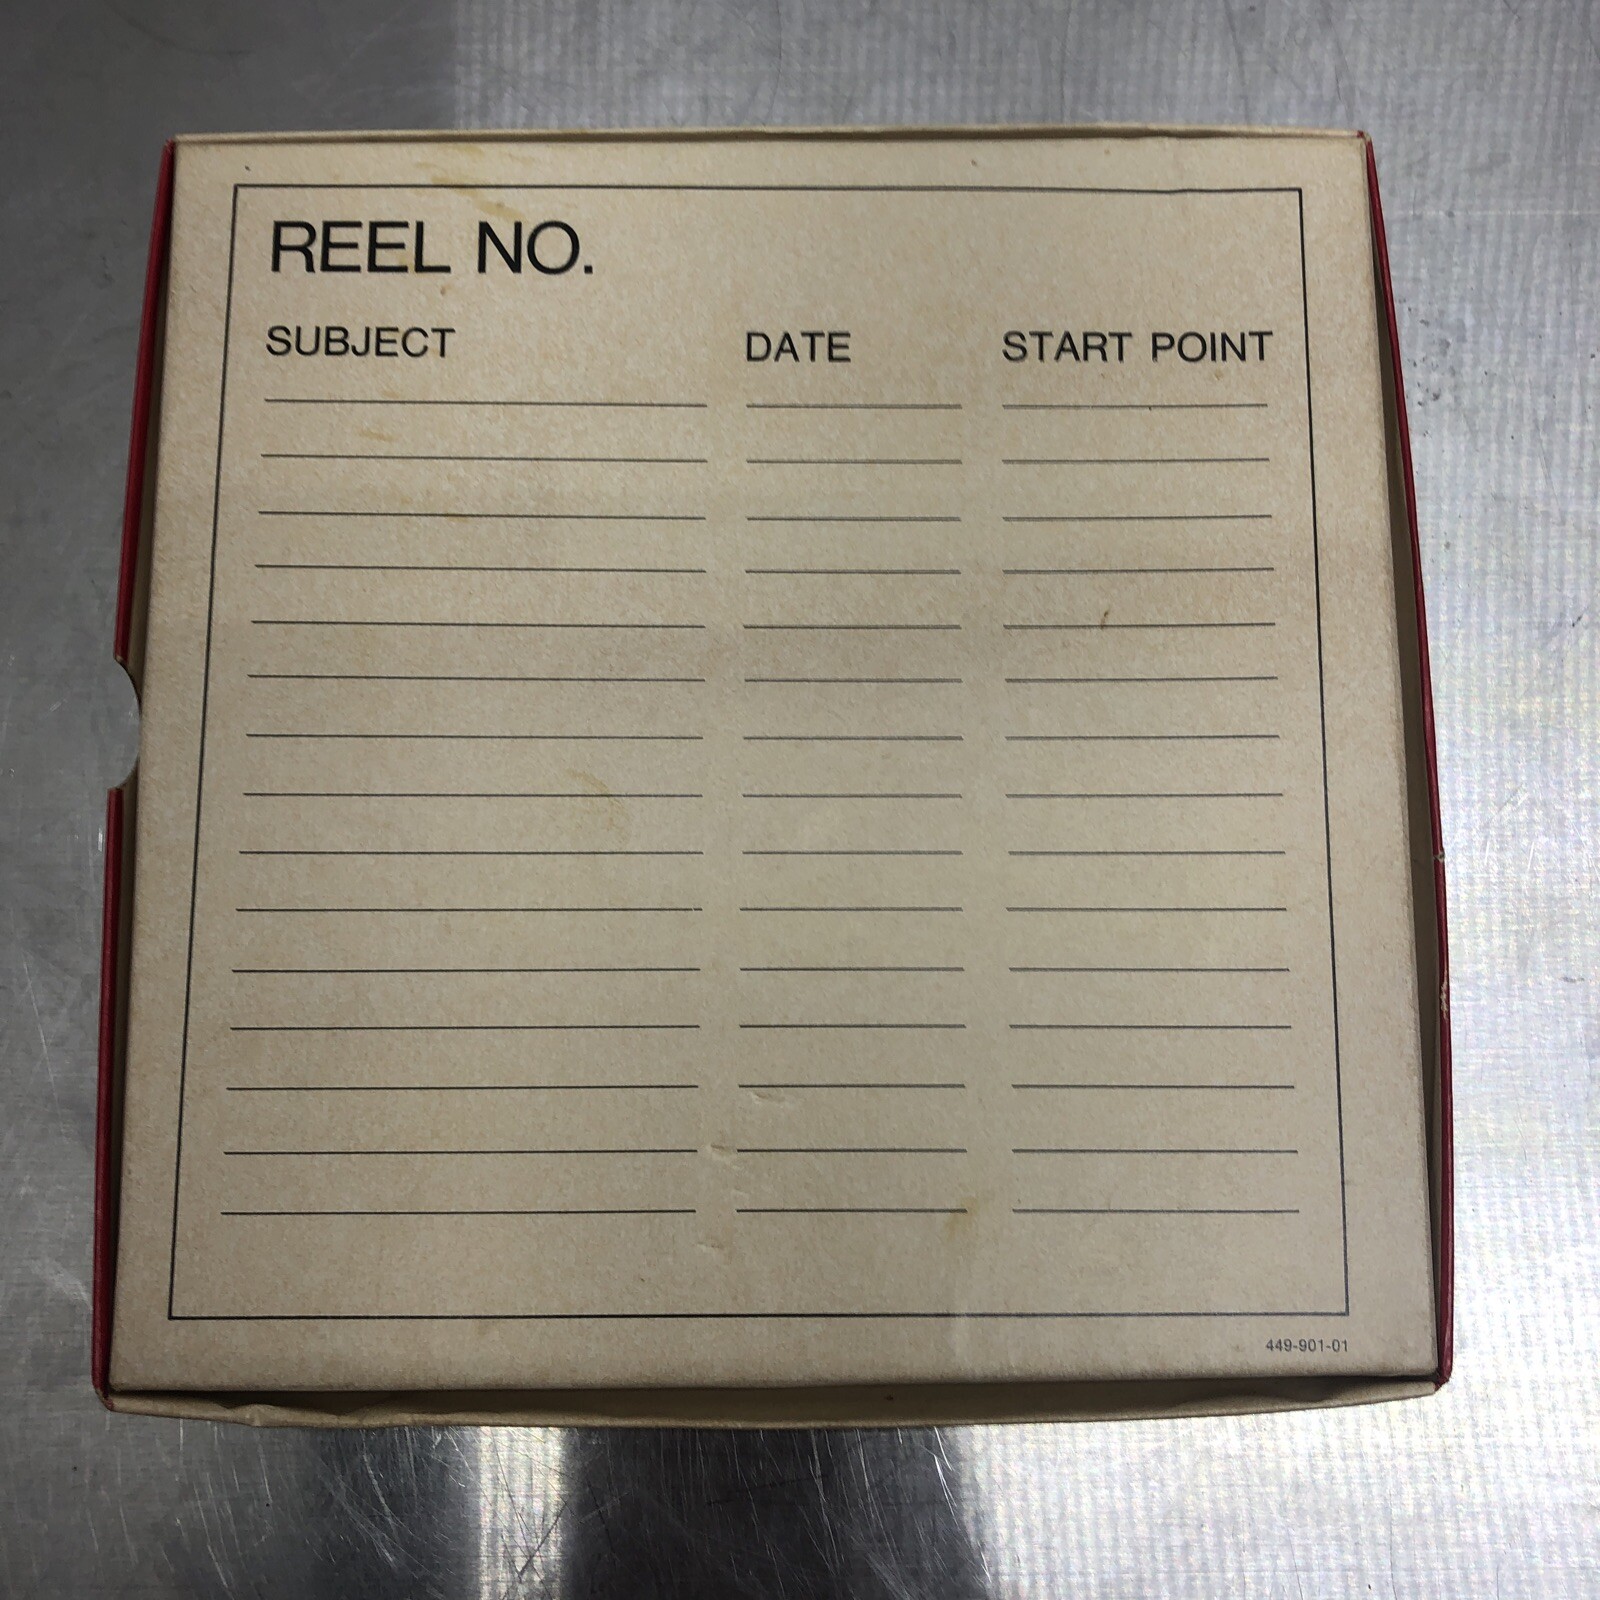 REEL NO.
SUBJECT DATE START POINT
449-901-01